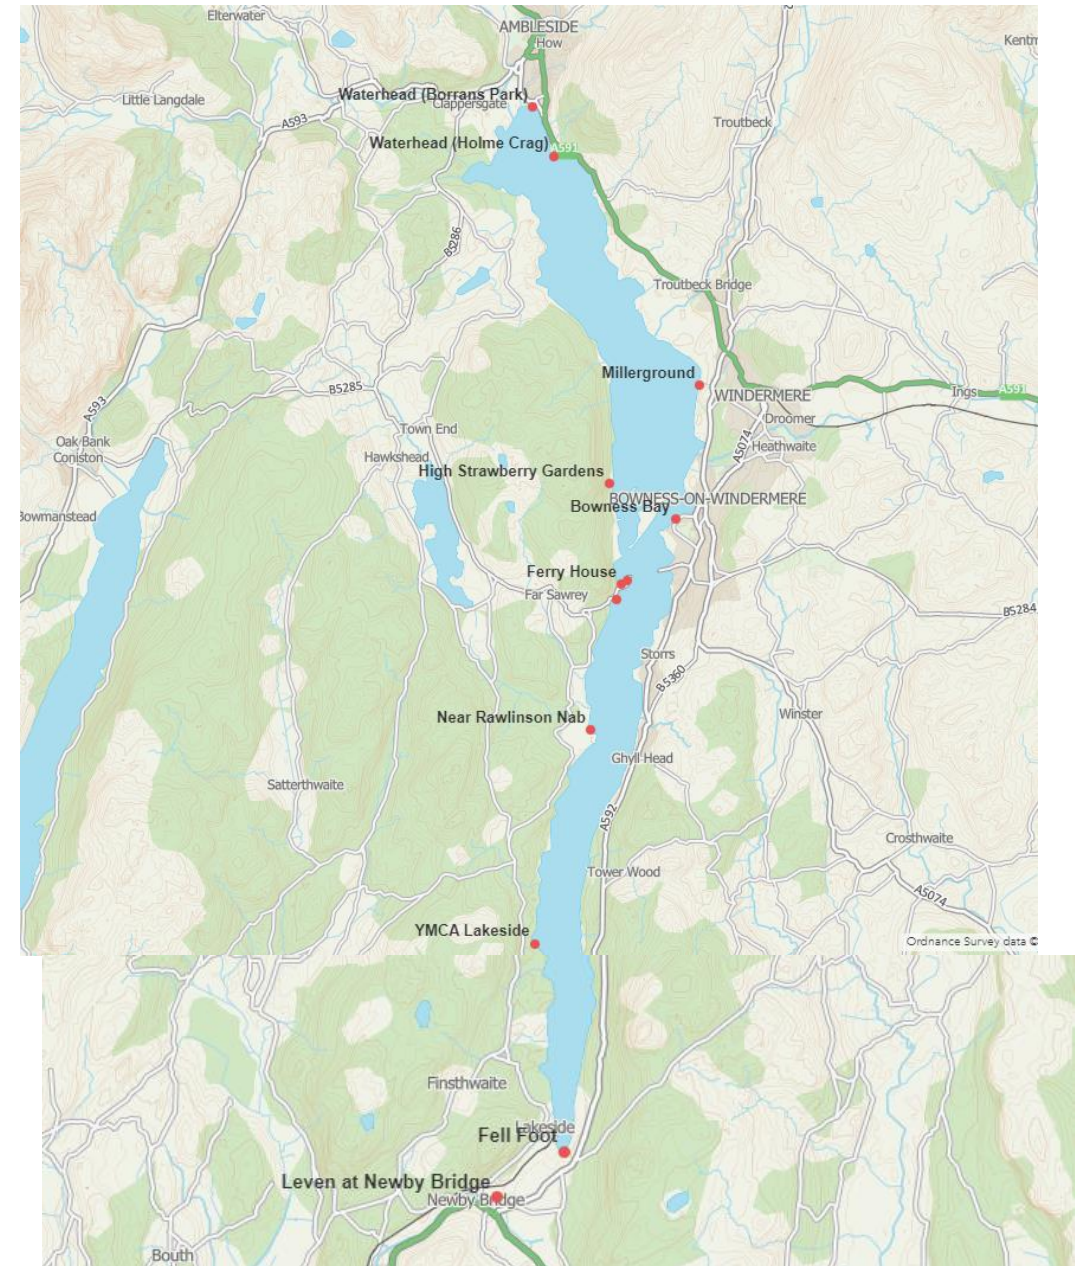 Elterwater
AMBLESIDE
How
Kentm
Little Langdale
Waterhead (Borrans Park)
Clappersgate
A593
Troutbeck
Waterhead (Holme Crag)
A591
B5286
Troutbeck Bridge
Millerground
B5285
WINDERMERE
Ings
A591
A593
Droomer
Town End
A5074
Oak Bank
Coniston
Heathwaite
Hawkshead
High Strawberry Gardens
BOWNESS-ON-WINDERMERE
Bowness Bay
Bowmanstead
Ferry House
Far Sawrey
B5284
Storrs
B5360
Near Rawlinson Nab
Winster
Ghyll Head
Satterthwaite
A592
Crosthwaite
Tower Wood
A5074
YMCA Lakeside
Ordnance Survey data ©
Finsthwaite
Lakeside
Fell Foot
Leven at Newby Bridge
Newby Bridge
Bouth